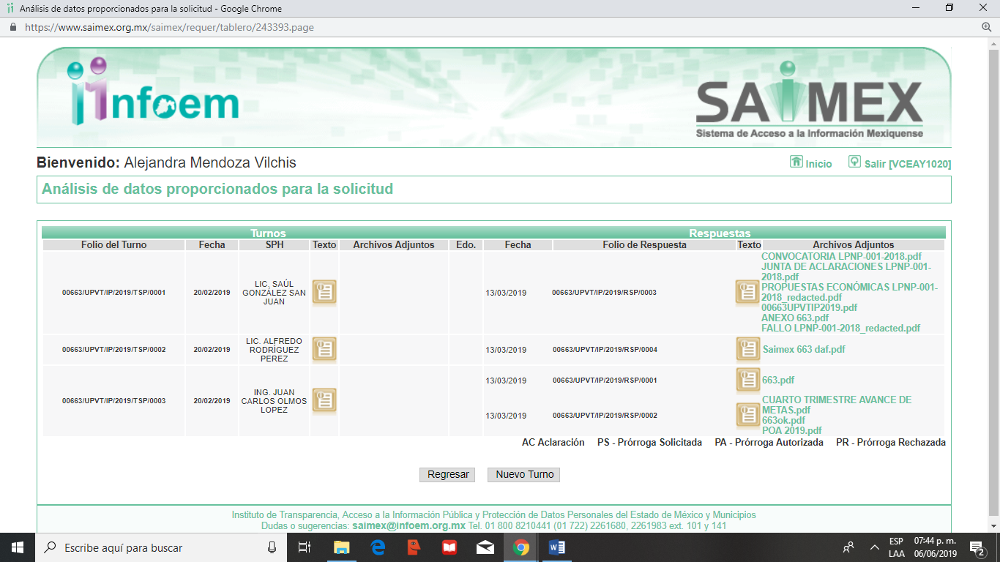 Análisis de datos proporcionados para la solicitud - Google Chrome
https://www.saimex.org.mx/saimex/requer/tablero/243393.page
infoem
SAIMEX
Sistema de Acceso a la Información Mexiquense
Bienvenido: Alejandra Mendoza Vilchis
Inicio Salir [VCEAY1020]
Análisis de datos proporcionados para la solicitud
Turnos Respuestas
Folio del Turno Fecha SPH Texto Archivos Adjuntos Edo. Fecha Folio de Respuesta Texto Archivos Adjuntos
00663/UPVT/IP/2019/TSP/0001 20/02/2019
LIC. SAÚL
GONZÁLEZ SAN
JUAN
13/03/2019 00663/UPVT/IP/2019/RSP/0003
CONVOCATORIA LPNP-001-2018.pdf
JUNTA DE ACLARACIONES LPNP-001-
2018.pdf
PROPUESTAS ECONÓMICAS LPNP-001-
2018_redacted.pdf
00663UPVTIP2019.pdf
ANEXO 663.pdf
FALLO LPNP-001-2018_redacted.pdf
00663/UPVT/IP/2019/TSP/0002 20/02/2019
LIC. ALFREDO
RODRÍGUEZ
PEREZ
13/03/2019 00663/UPVT/IP/2019/RSP/0004
Saimex 663 daf.pdf
00663/UPVT/IP/2019/TSP/0003 20/02/2019
ING. JUAN
CARLOS OLMOS
LOPEZ
13/03/2019 00663/UPVT/IP/2019/RSP/0001
663.pdf
13/03/2019 00663/UPVT/IP/2019/RSP/0002
CUARTO TRIMESTRE AVANCE DE
METAS.pdf
663ok.pdf
POA 2019.pdf
AC Aclaración PS - Prórroga Solicitada PA - Prórroga Autorizada PR - Prórroga Rechazada
Regresar Nuevo Turno
Instituto de Transparencia, Acceso a la Información Pública y Protección de Datos Personales del Estado de México y Municipios
Dudas o sugerencias: saimex@infoem.org.mx Tel. 01 800 8210441 (01 722) 2261680, 2261983 ext. 101 y 141
Escribe aquí para buscar
ESP 07:44 p. m.
LAA 06/06/2019
2